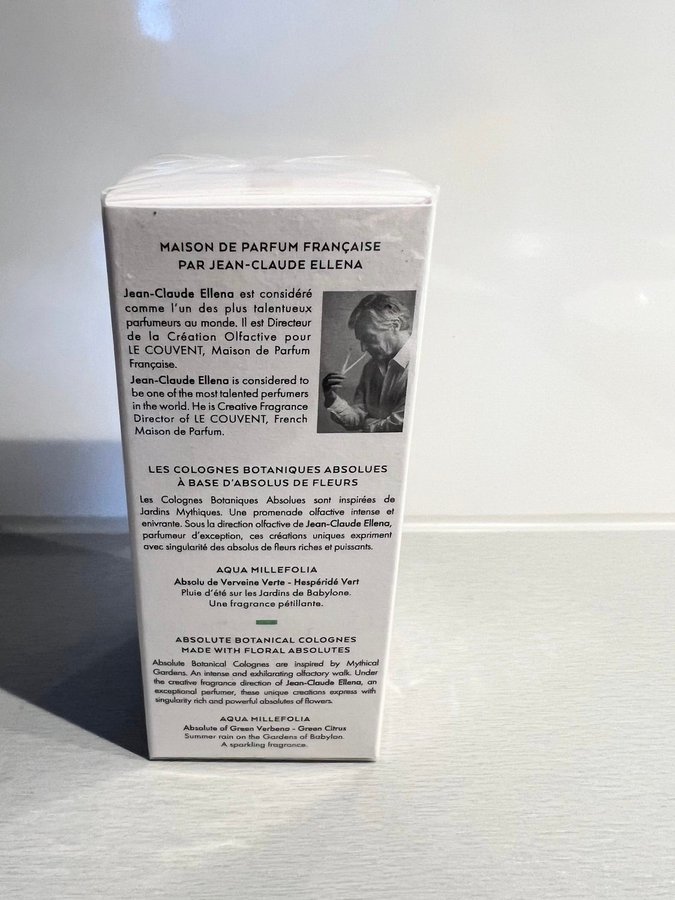 MAISON DE PARFUM FRANÇAISE
PAR JEAN-CLAUDE ELLENA
Jean-Claude Ellena est considéré
comme l'un des plus talentueux
parfumeurs au monde. Il est Directeur
de la Création Olfactive pour
LE COUVENT, Maison de Parfum
Française.
Jean-Claude Ellena is considered to
be one of the most talented perfumers
in the world. He is Creative Fragrance
Director of LE COUVENT, French
Maison de Parfum.
LES COLOGNES BOTANIQUES ABSOLUES
À BASE D'ABSOLUS DE FLEURS
Les Colognes Botaniques Absolues sont inspirées de
Jardins Mythiques. Une promenade olfactive intense et
enivrante. Sous la direction olfactive de Jean-Claude Ellena,
parfumeur d'exception, ces créations uniques expriment
avec singularité des absolus de fleurs riches et puissants.
AQUA MILLEFOLIA
Absolu de Verveine Verte - Hespéridé Vert
Pluie d'été sur les Jardins de Babylone.
Une fragrance pétillante.
ABSOLUTE BOTANICAL COLOGNES
MADE WITH FLORAL ABSOLUTES
Absolute Botanical Colognes are inspired by Mythical
Gardens. An intense and exhilarating olfactory walk. Under
the creative fragrance direction of Jean-Claude Ellena, an
exceptional perfumer, these unique creations express with
singularity rich and powerful absolutes of flowers.
AQUA MILLEFOLIA
Absolute of Green Verbena - Green Citrus
Summer rain on the Gardens of Babylon.
A sparkling fragrance.